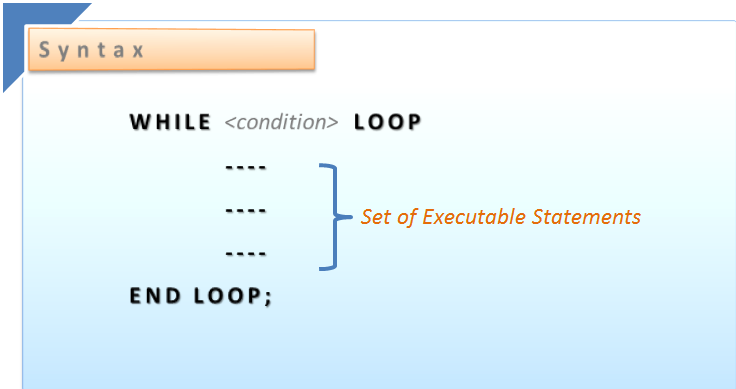 Syntax
WHILE <condition> LOOP
----
----
Set of Executable Statements
----
END LOOP;